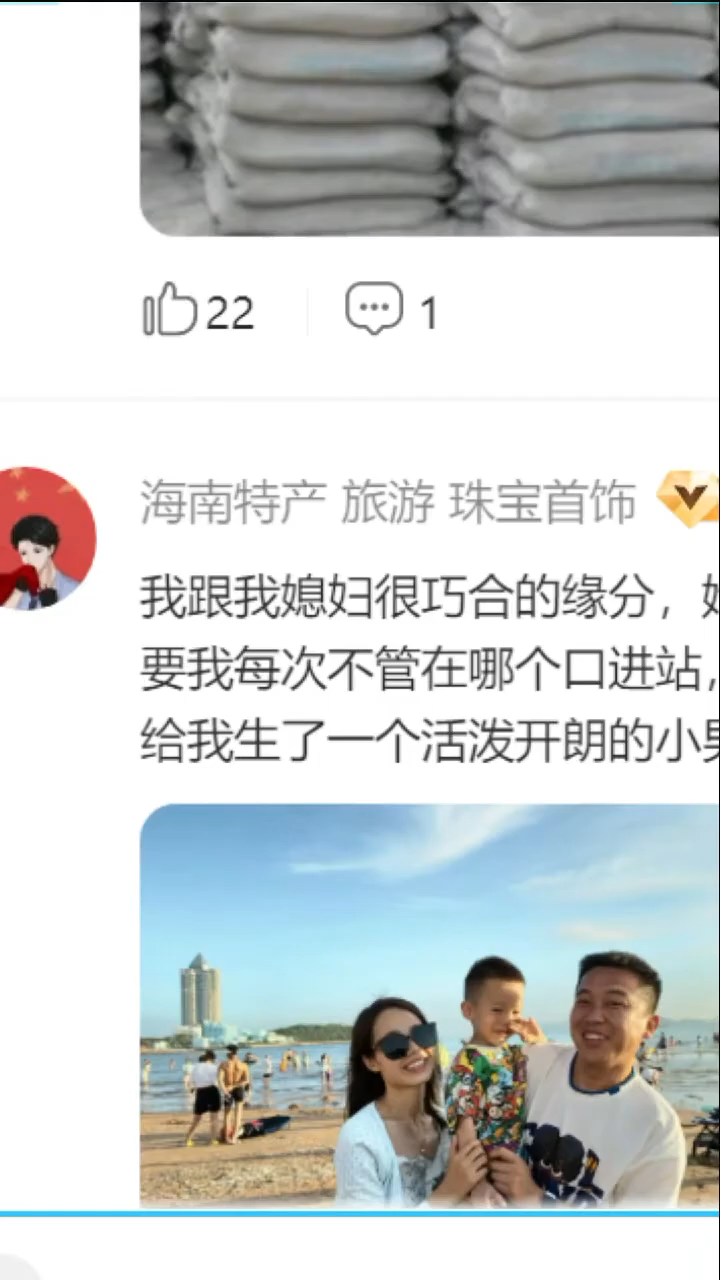 22
1
海南特产 旅游 珠宝首饰
我跟我媳妇很巧合的缘分，
要我每次不管在哪个口进站，
给我生了一个活泼开朗的小